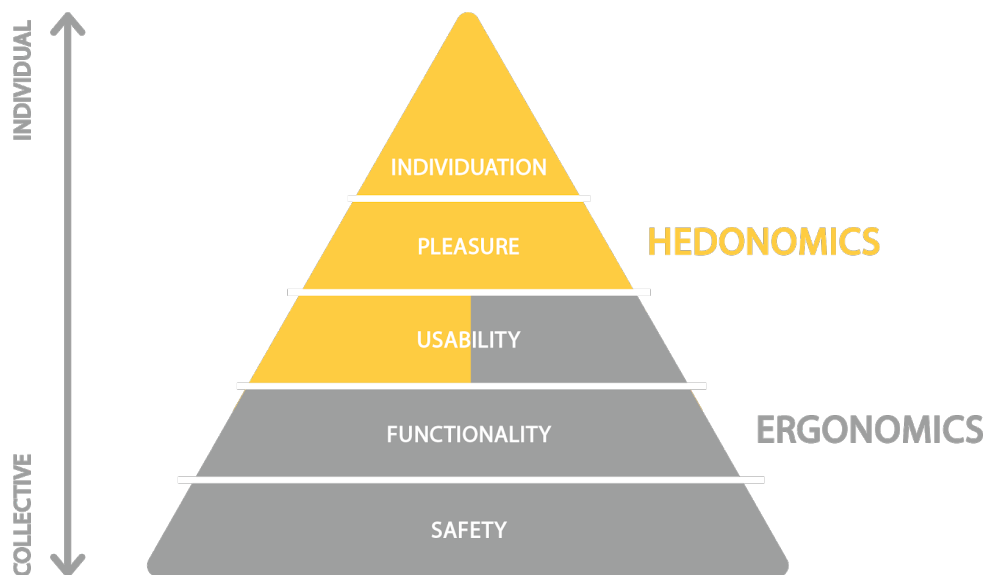 INDIVIDUAL
INDIVIDUATION
PLEASURE
HEDONOMICS
USABILITY
FUNCTIONALITY
ERGONOMICS
SAFETY
COLLECTIVE